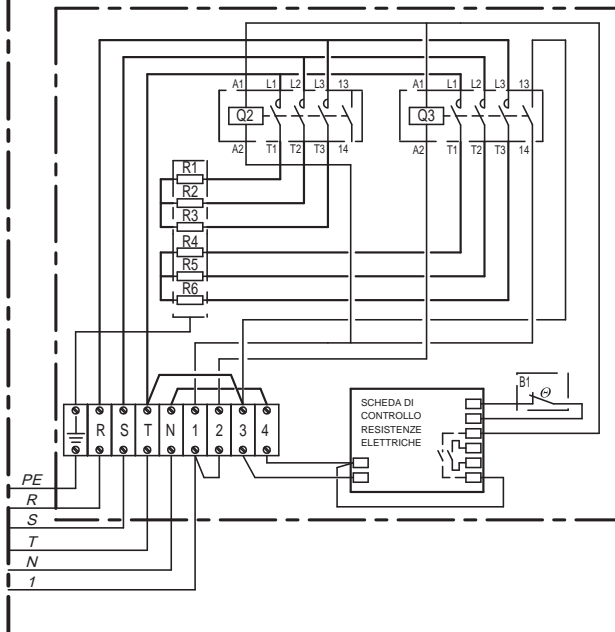 A1 L1 L2 L3 13
A1 L1 L2 L3 13
Q2
Q3
A2 T1 T2 T3 14
A2 T1 T2 T3 14
R1
R2
R3
R4
R5
R6
B1
Θ
SCHEDA DI
CONTROLLO
RESISTENZE
ELETTRICHE
R S T N 1 2 3 4
PE
R
S
T
N
1